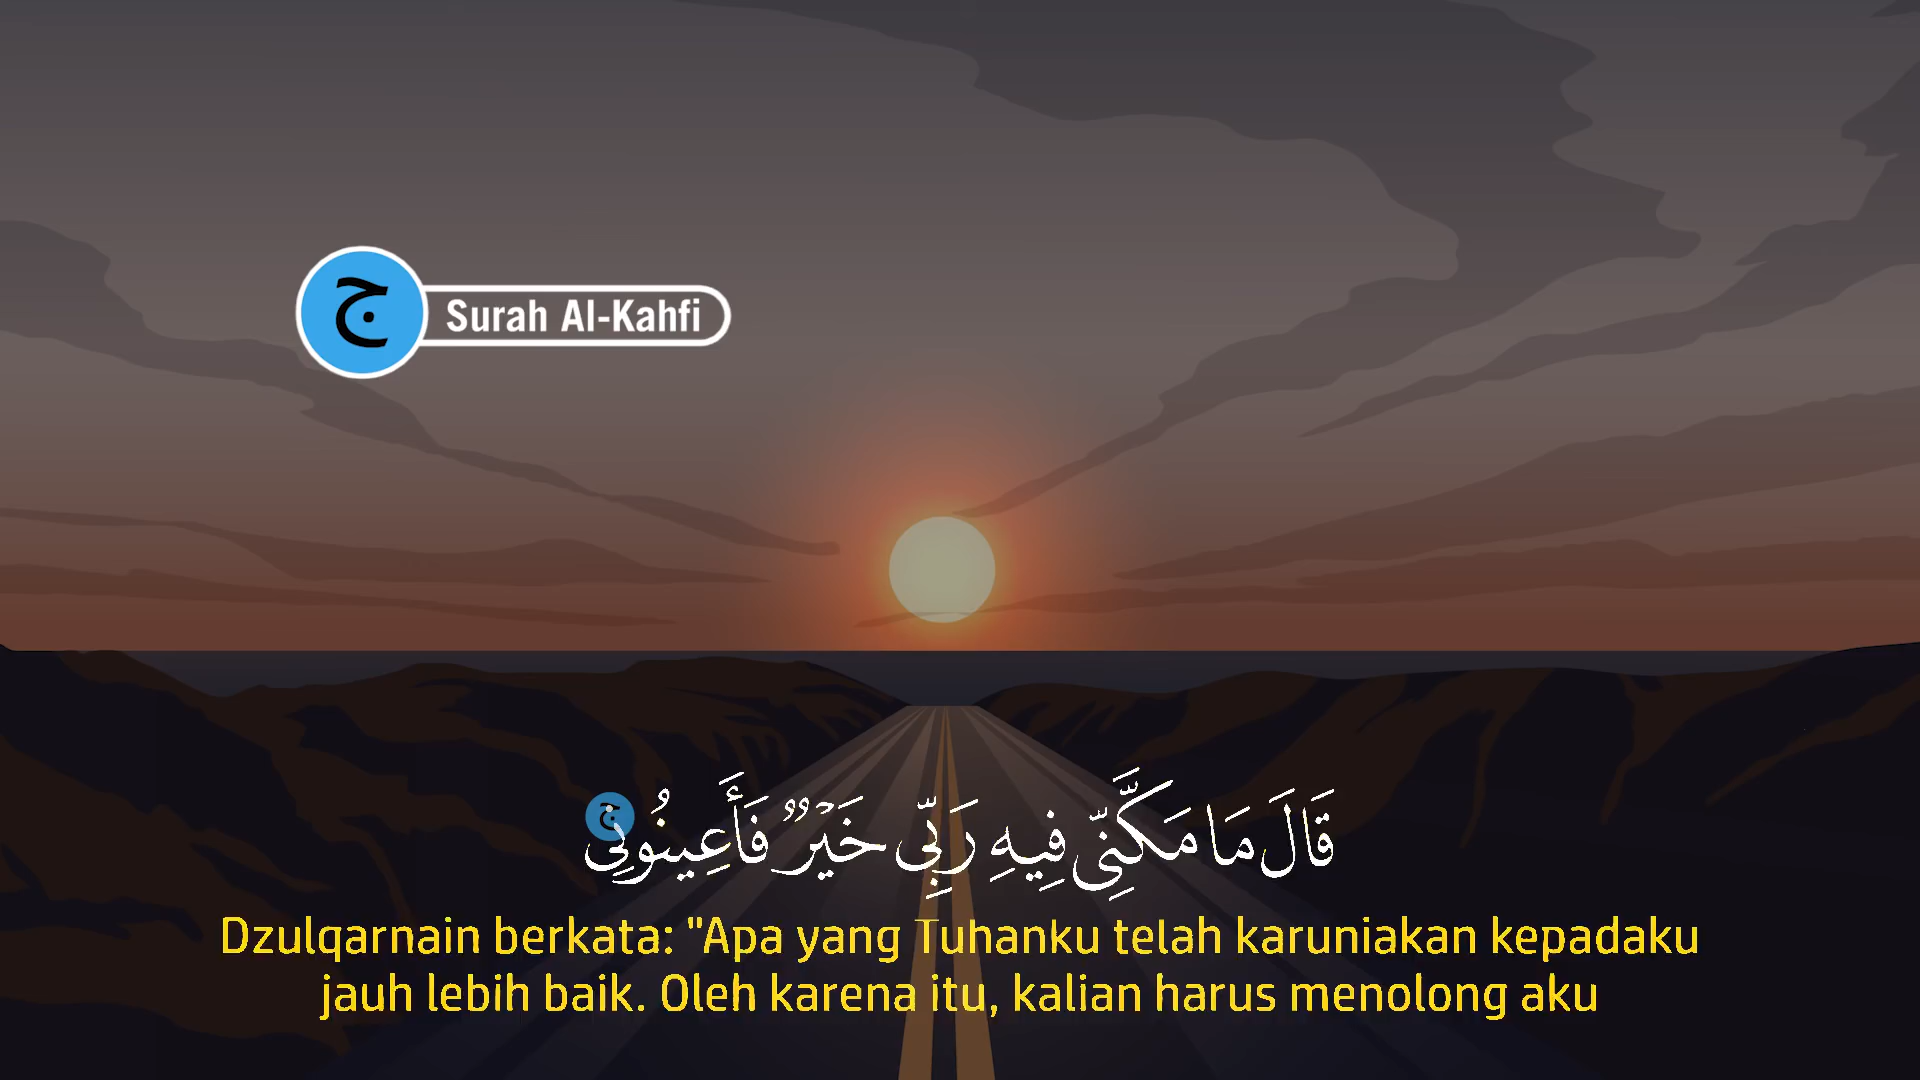 ج
Surah Al-Kahfi
قَالَ مَا مَكَّنِّى فِيهِ رَبِّى خَيْرٌ فَأَعِينُونِى ج
Dzulqarnain berkata: "Apa yang Tuhanku telah karuniakan kepadaku
jauh lebih baik. Oleh karena itu, kalian harus menolong aku